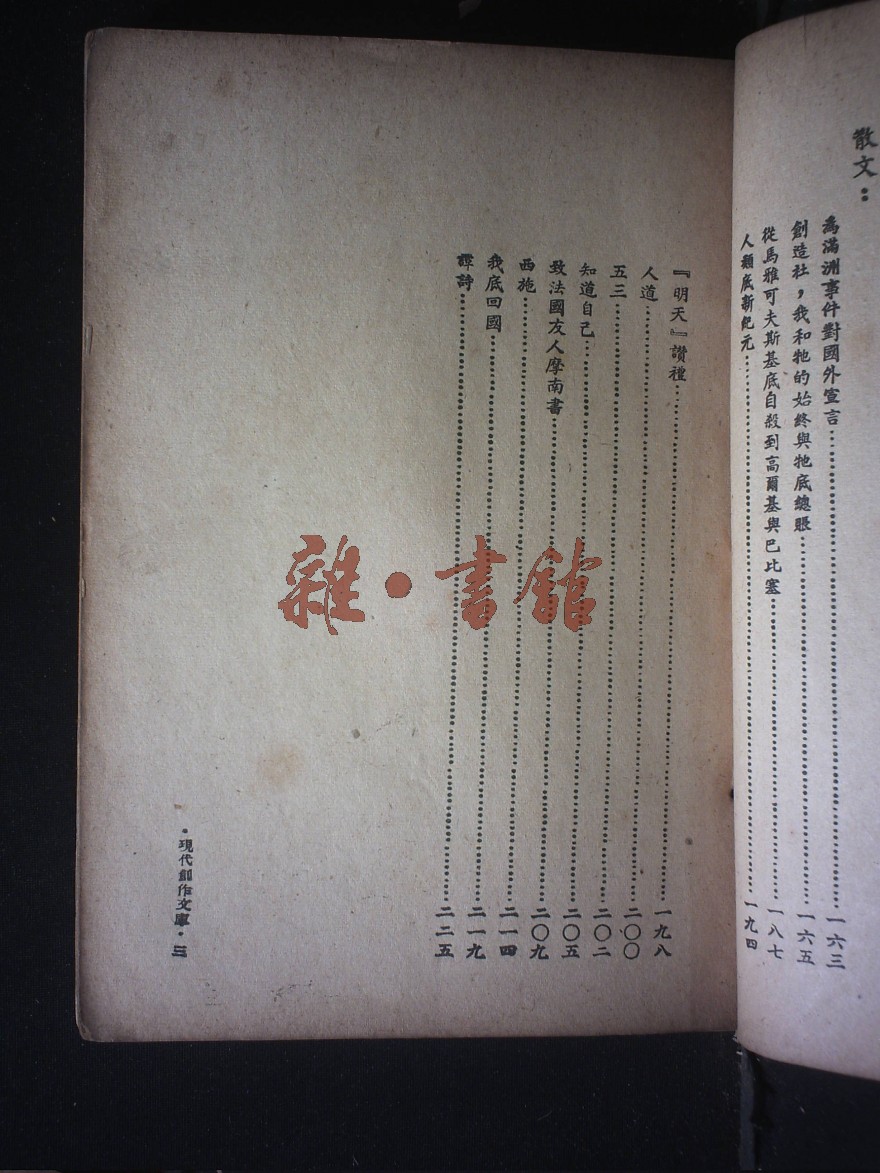 散文：
為滿洲事件對國外宣言⋯⋯一六三
創造社，我和牠的始終與牠底總賬⋯⋯一六五
從馬雅可夫斯基底自殺到高爾基與巴比塞⋯⋯一八七
人類底新紀元⋯⋯一九四
『明天』讚禮⋯⋯一九八
人道⋯⋯二〇〇
五三⋯⋯二〇二
知道自己⋯⋯二〇五
致法國友人摩南書⋯⋯二〇九
西施⋯⋯二一四
我底回國⋯⋯二一九
譚詩⋯⋯二二五
•現代創作文庫•三
雜•書館